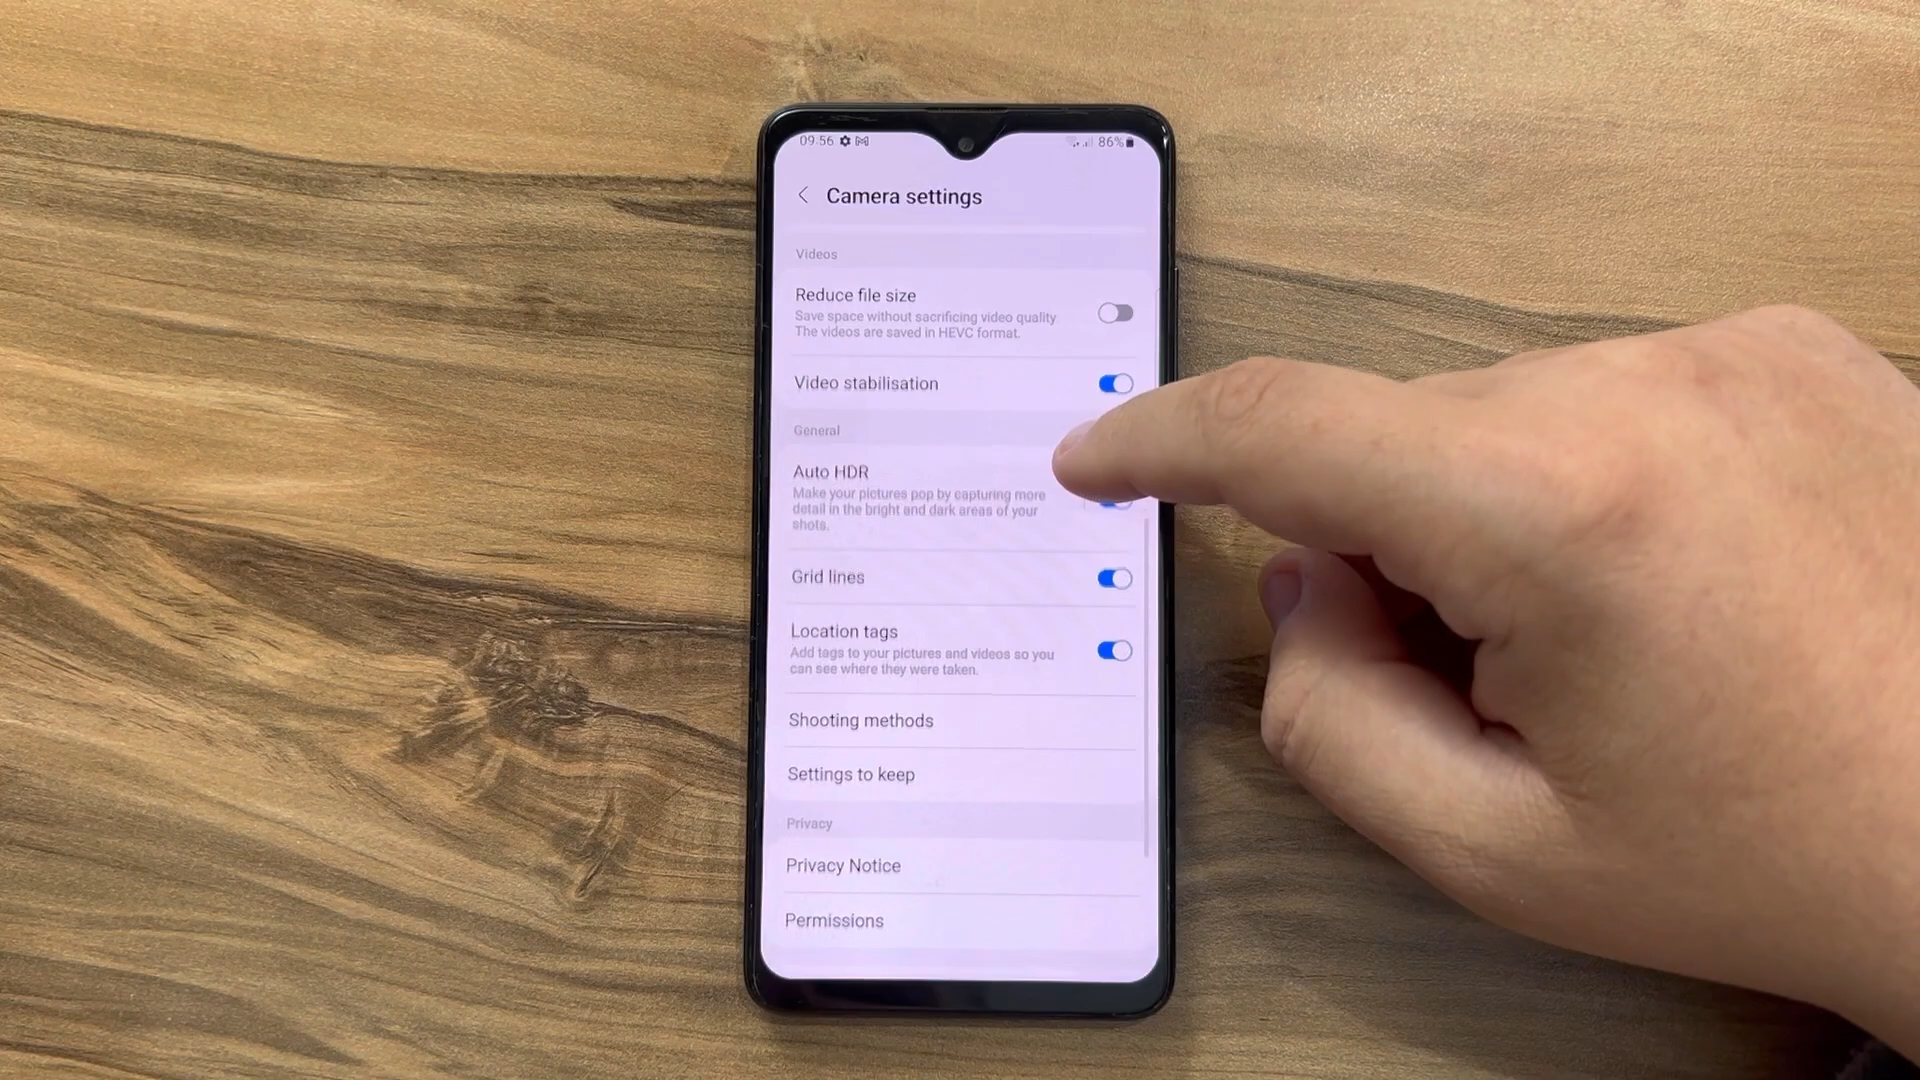 09:56 86%
Camera settings
Videos
Reduce file size
Save space without sacrificing video quality
The videos are saved in HEVC format.
Video stabilisation
General
Auto HDR
Make your pictures pop by capturing more
detail in the bright and dark areas of your
shots.
Grid lines
Location tags
Add tags to your pictures and videos so you
can see where they were taken.
Shooting methods
Settings to keep
Privacy
Privacy Notice
Permissions